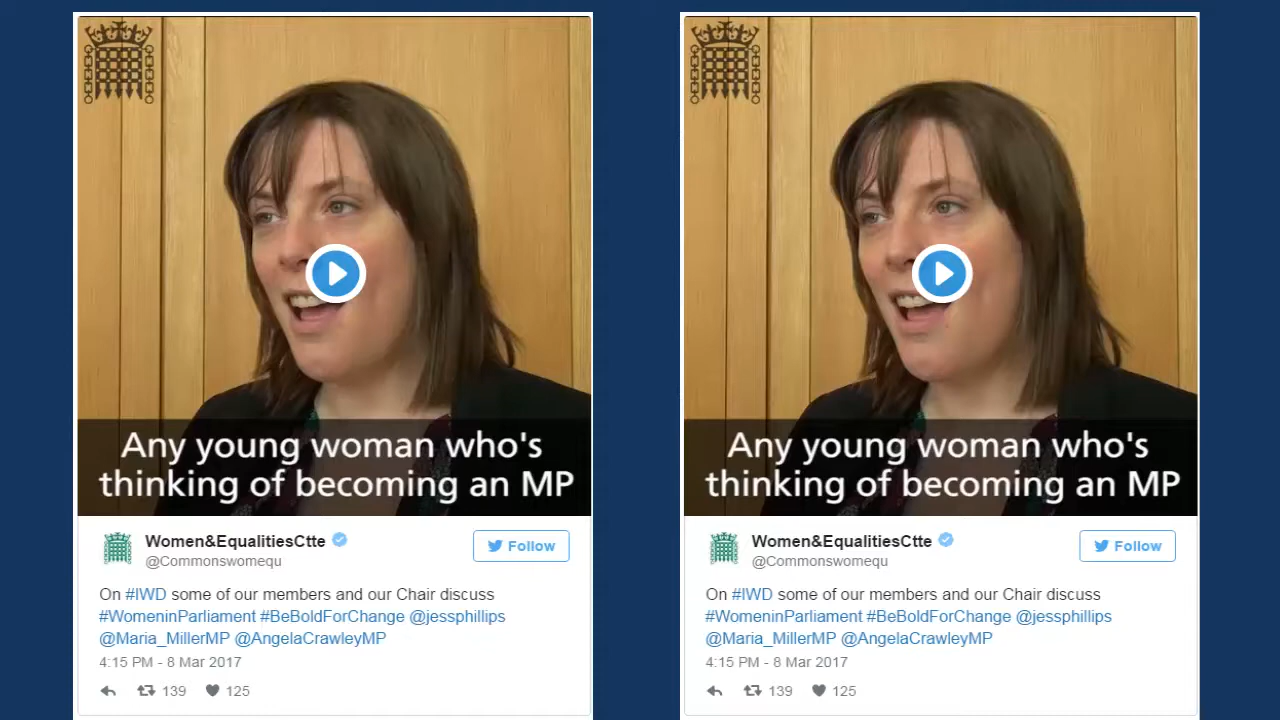 Any young woman who's
thinking of becoming an MP
Women&EqualitiesCtte
@Commonswomequ
Follow
On #IWD some of our members and our Chair discuss
#WomeninParliament #BeBoldForChange @jessphillips
@Maria_MillerMP @AngelaCrawleyMP
4:15 PM - 8 Mar 2017
139 125
Any young woman who's
thinking of becoming an MP
Women&EqualitiesCtte
@Commonswomequ
Follow
On #IWD some of our members and our Chair discuss
#WomeninParliament #BeBoldForChange @jessphillips
@Maria_MillerMP @AngelaCrawleyMP
4:15 PM - 8 Mar 2017
139 125